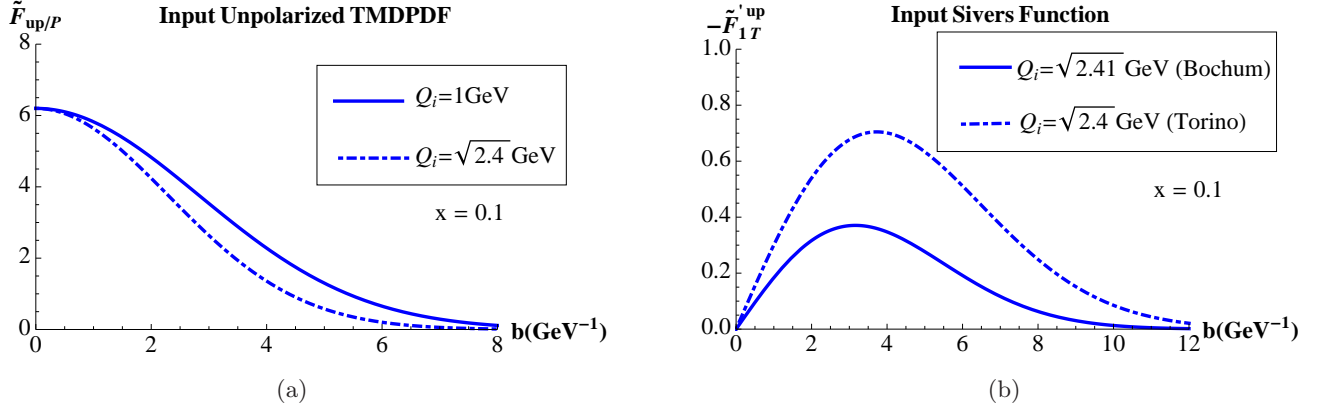 Input Unpolarized TMDPDF
F̃up/P
8
6
4
2
0
0 2 4 6 8
b(GeV⁻¹)
Qi=1GeV
Qi=√2.4 GeV
x = 0.1
(a)
Input Sivers Function
−F̃'up1T
1.0
0.8
0.6
0.4
0.2
0.0
0 2 4 6 8 10 12
b(GeV⁻¹)
Qi=√2.41 GeV (Bochum)
Qi=√2.4 GeV (Torino)
x = 0.1
(b)